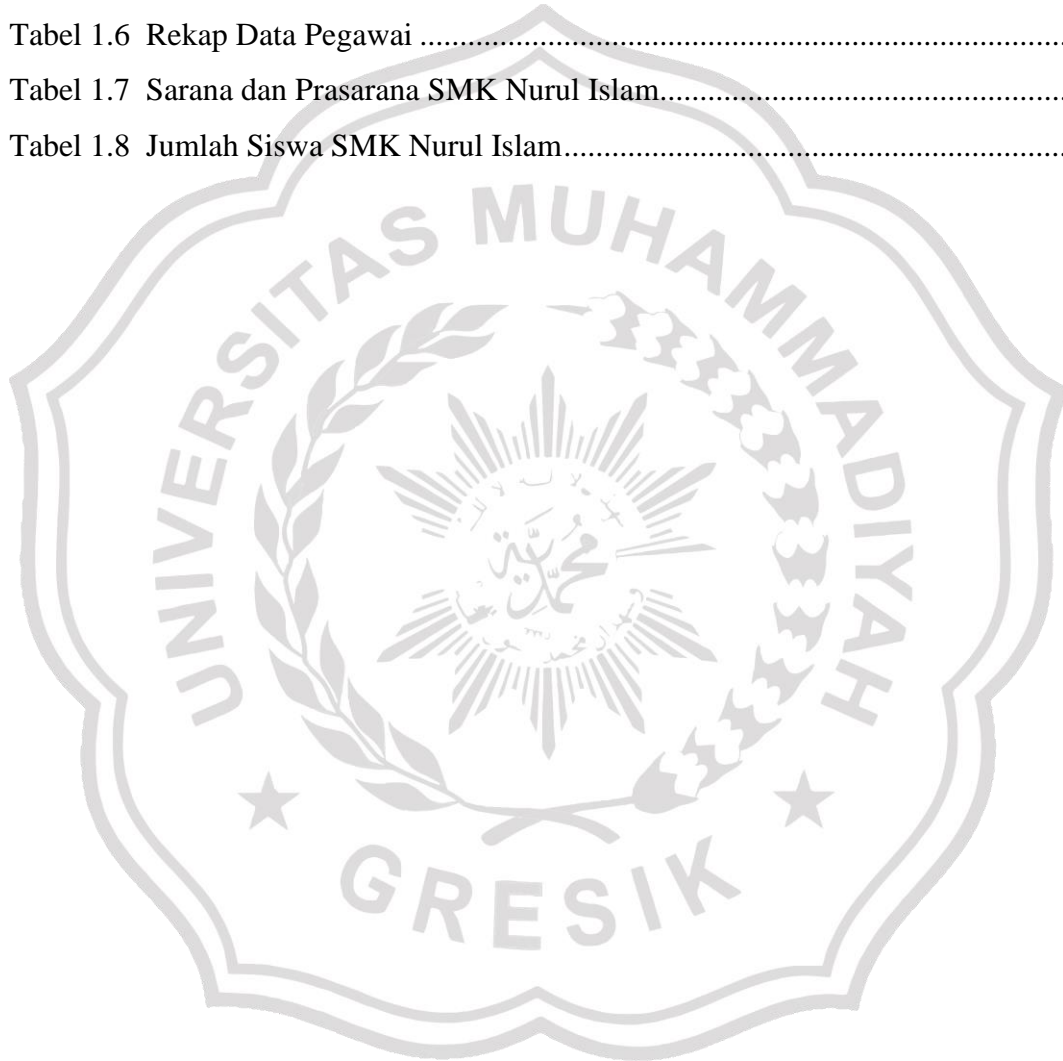 Tabel 1.6 Rekap Data Pegawai ................................................................................
Tabel 1.7 Sarana dan Prasarana SMK Nurul Islam..................................................
Tabel 1.8 Jumlah Siswa SMK Nurul Islam..............................................................
UNIVERSITAS MUHAMMADIYAH
محمد
GRESIK